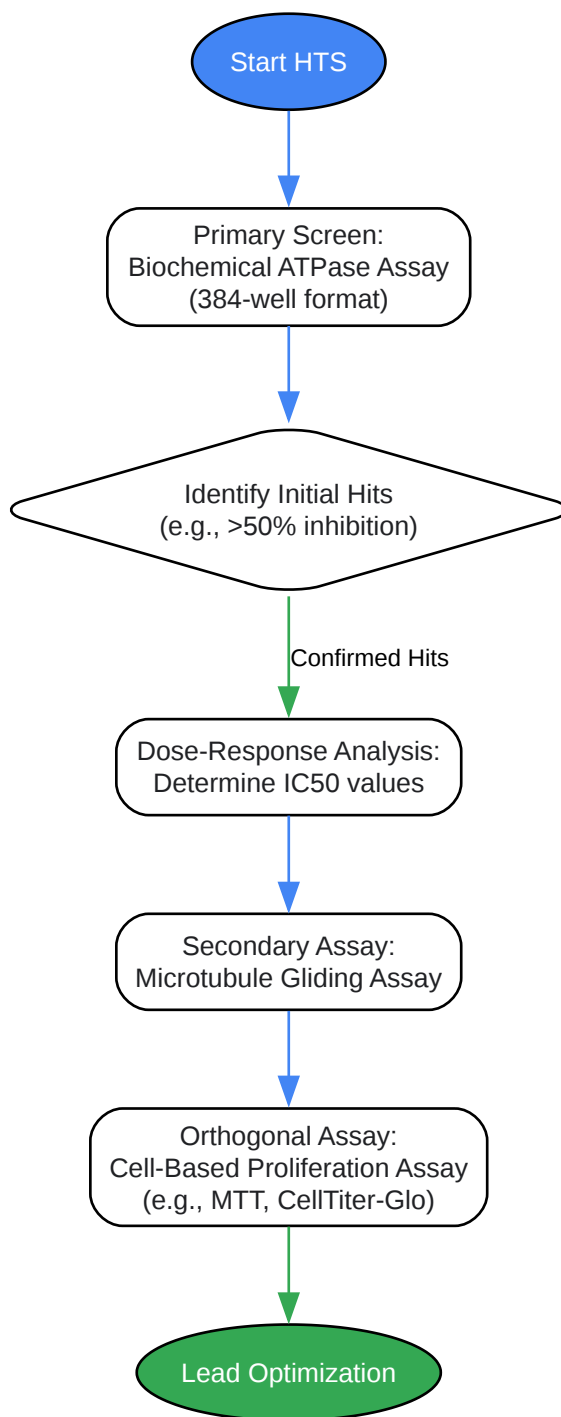 Start HTS
Primary Screen:
Biochemical ATPase Assay
(384-well format)
Identify Initial Hits
(e.g., >50% inhibition)
Confirmed Hits
Dose-Response Analysis:
Determine IC50 values
Secondary Assay:
Microtubule Gliding Assay
Orthogonal Assay:
Cell-Based Proliferation Assay
(e.g., MTT, CellTiter-Glo)
Lead Optimization